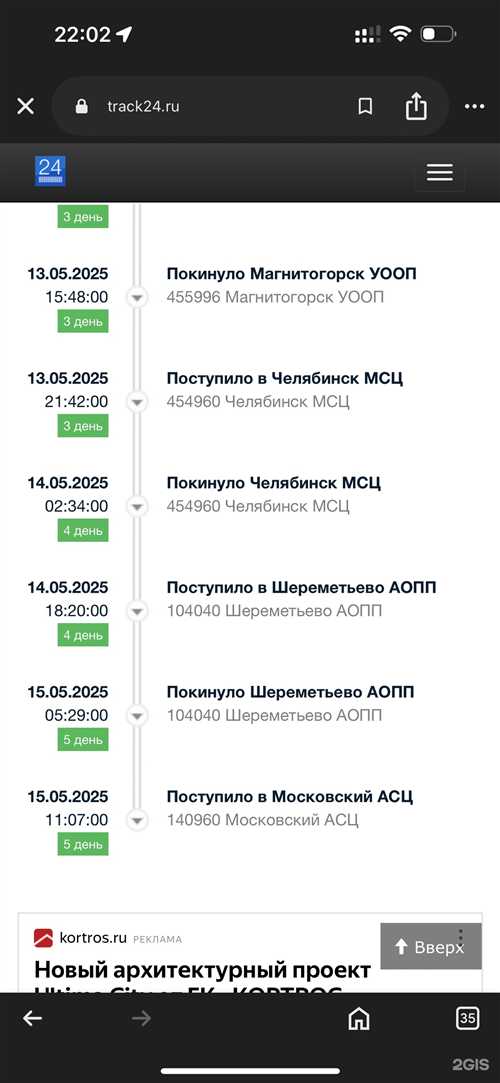 22:02
track24.ru
24
3 день
13.05.2025
Покинуло Магнитогорск УООП
15:48:00
455996 Магнитогорск УООП
3 день
13.05.2025
Поступило в Челябинск МСЦ
21:42:00
454960 Челябинск МСЦ
3 день
14.05.2025
Покинуло Челябинск МСЦ
02:34:00
454960 Челябинск МСЦ
4 день
14.05.2025
Поступило в Шереметьево АОПП
18:20:00
104040 Шереметьево АОПП
4 день
15.05.2025
Покинуло Шереметьево АОПП
05:29:00
104040 Шереметьево АОПП
5 день
15.05.2025
Поступило в Московский АСЦ
11:07:00
140960 Московский АСЦ
5 день
kortros.ru РЕКЛАМА
Вверх
Новый архитектурный проект
Ultima City от ГК «KORTROS
35
2GIS